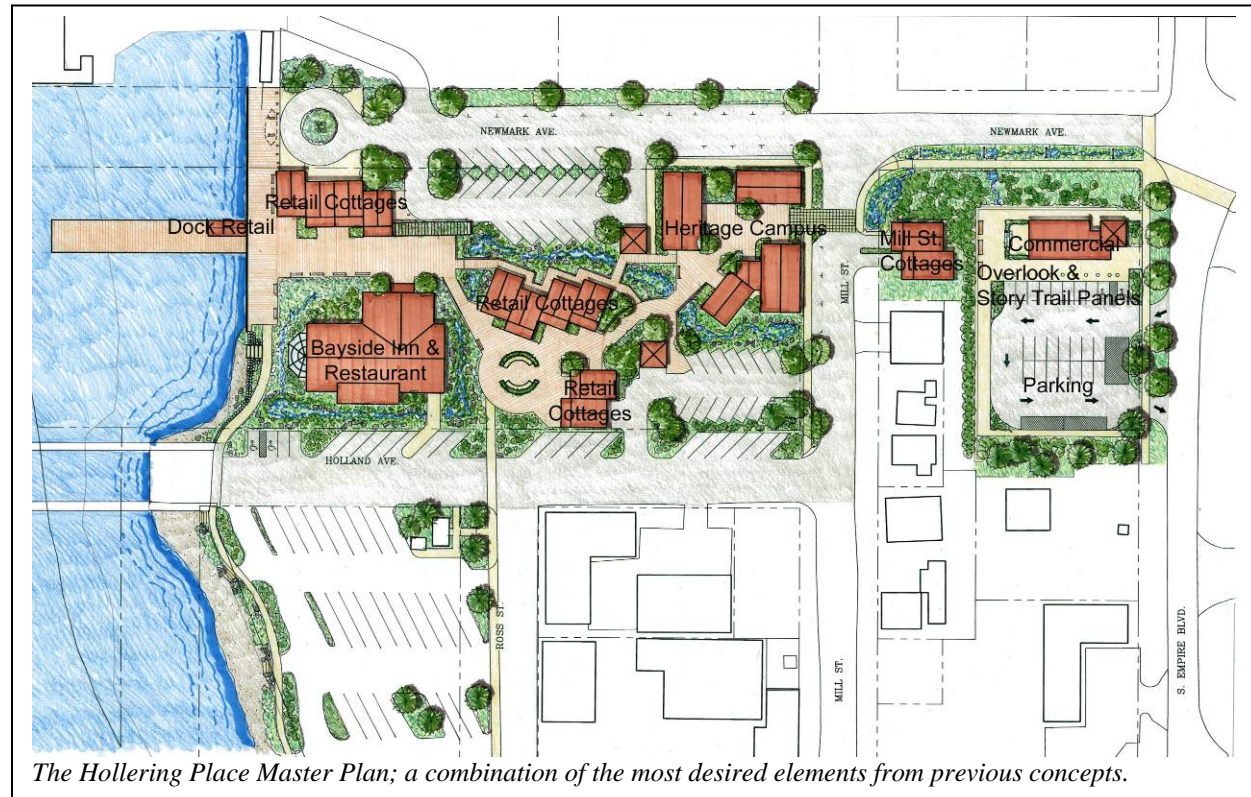 NEWMARK AVE.
NEWMARK AVE.
Retail Cottages
Dock Retail
Heritage Campus
Mill St.
Cottages
Commercial
Overlook &
Story Trail Panels
MILL ST.
Retail Cottages
Bayside Inn &
Restaurant
Retail
Cottages
Parking
HOLLAND AVE.
ROSS ST.
MILL ST.
S. EMPIRE BLVD.
The Hollering Place Master Plan; a combination of the most desired elements from previous concepts.